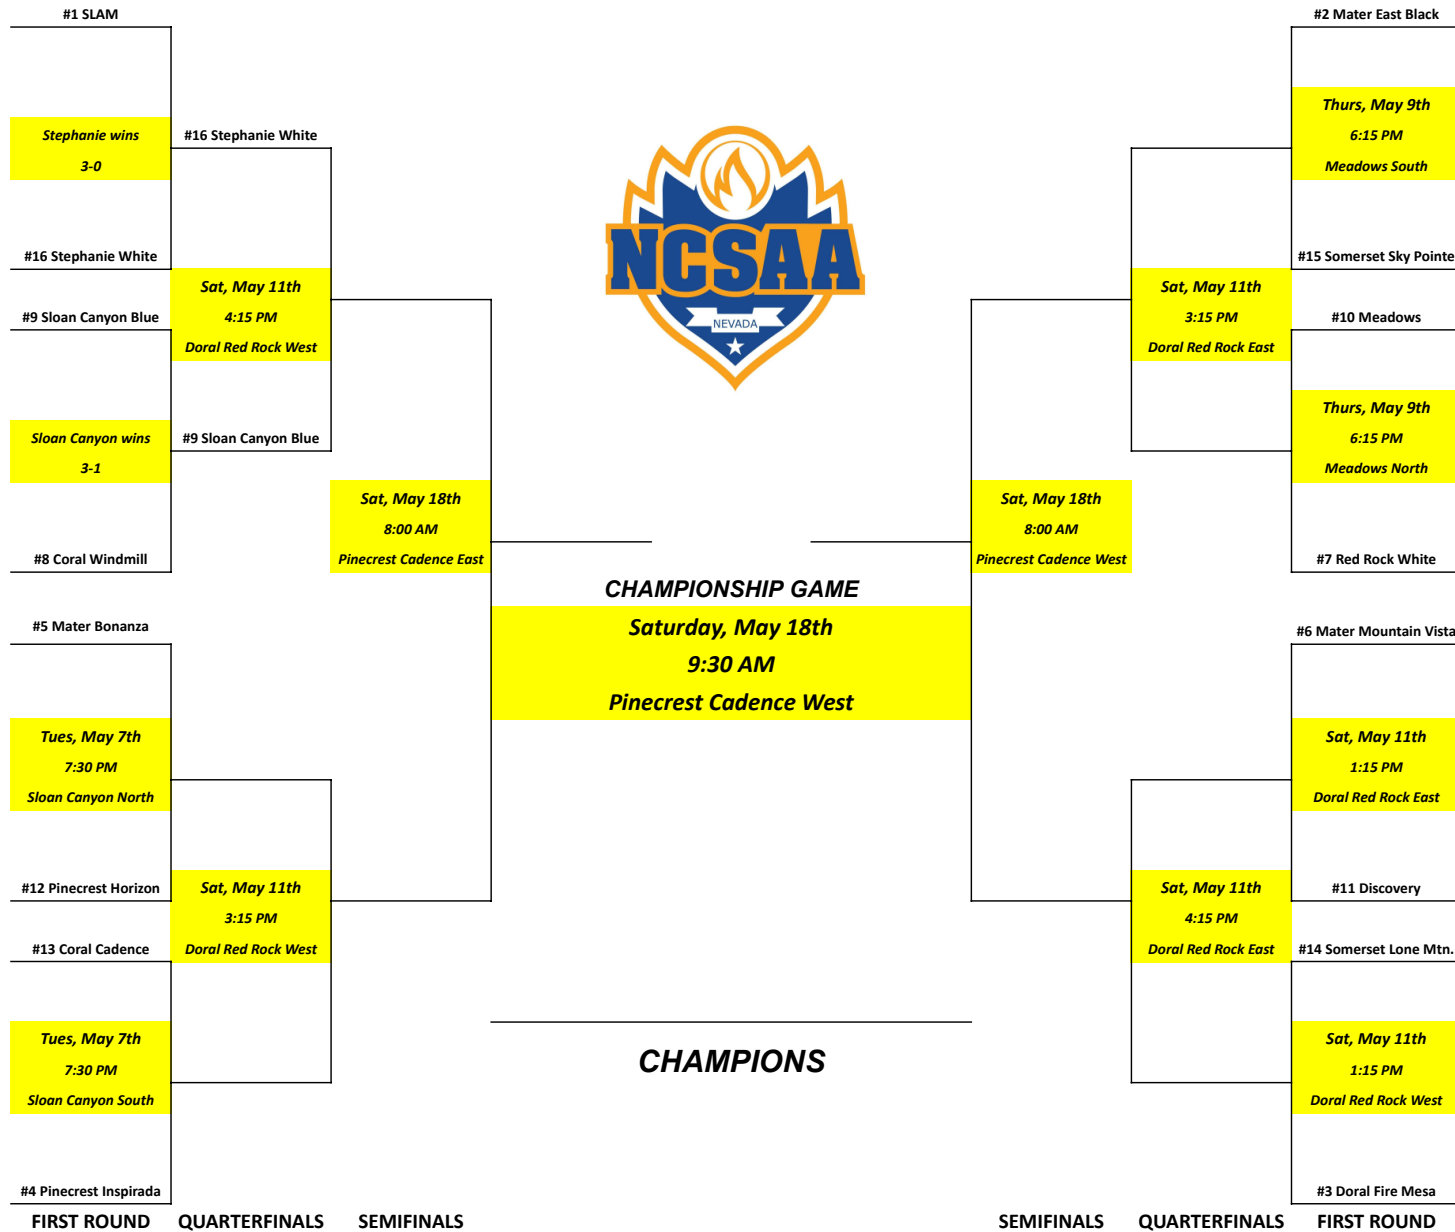 #1 SLAM
Stephanie wins
3-0
#16 Stephanie White
#16 Stephanie White
Sat, May 11th
4:15 PM
Doral Red Rock West
#9 Sloan Canyon Blue
Sloan Canyon wins
3-1
#9 Sloan Canyon Blue
#8 Coral Windmill
Sat, May 18th
8:00 AM
Pinecrest Cadence East
#5 Mater Bonanza
Tues, May 7th
7:30 PM
Sloan Canyon North
#12 Pinecrest Horizon
Sat, May 11th
3:15 PM
Doral Red Rock West
#13 Coral Cadence
Tues, May 7th
7:30 PM
Sloan Canyon South
#4 Pinecrest Inspirada
FIRST ROUND
QUARTERFINALS
SEMIFINALS
NCSAA
NEVADA
CHAMPIONSHIP GAME
Saturday, May 18th
9:30 AM
Pinecrest Cadence West
CHAMPIONS
#2 Mater East Black
Thurs, May 9th
6:15 PM
Meadows South
#15 Somerset Sky Pointe
Sat, May 11th
3:15 PM
Doral Red Rock East
#10 Meadows
Thurs, May 9th
6:15 PM
Meadows North
#7 Red Rock White
Sat, May 18th
8:00 AM
Pinecrest Cadence West
#6 Mater Mountain Vista
Sat, May 11th
1:15 PM
Doral Red Rock East
#11 Discovery
Sat, May 11th
4:15 PM
Doral Red Rock East
#14 Somerset Lone Mtn.
Sat, May 11th
1:15 PM
Doral Red Rock West
#3 Doral Fire Mesa
SEMIFINALS
QUARTERFINALS
FIRST ROUND